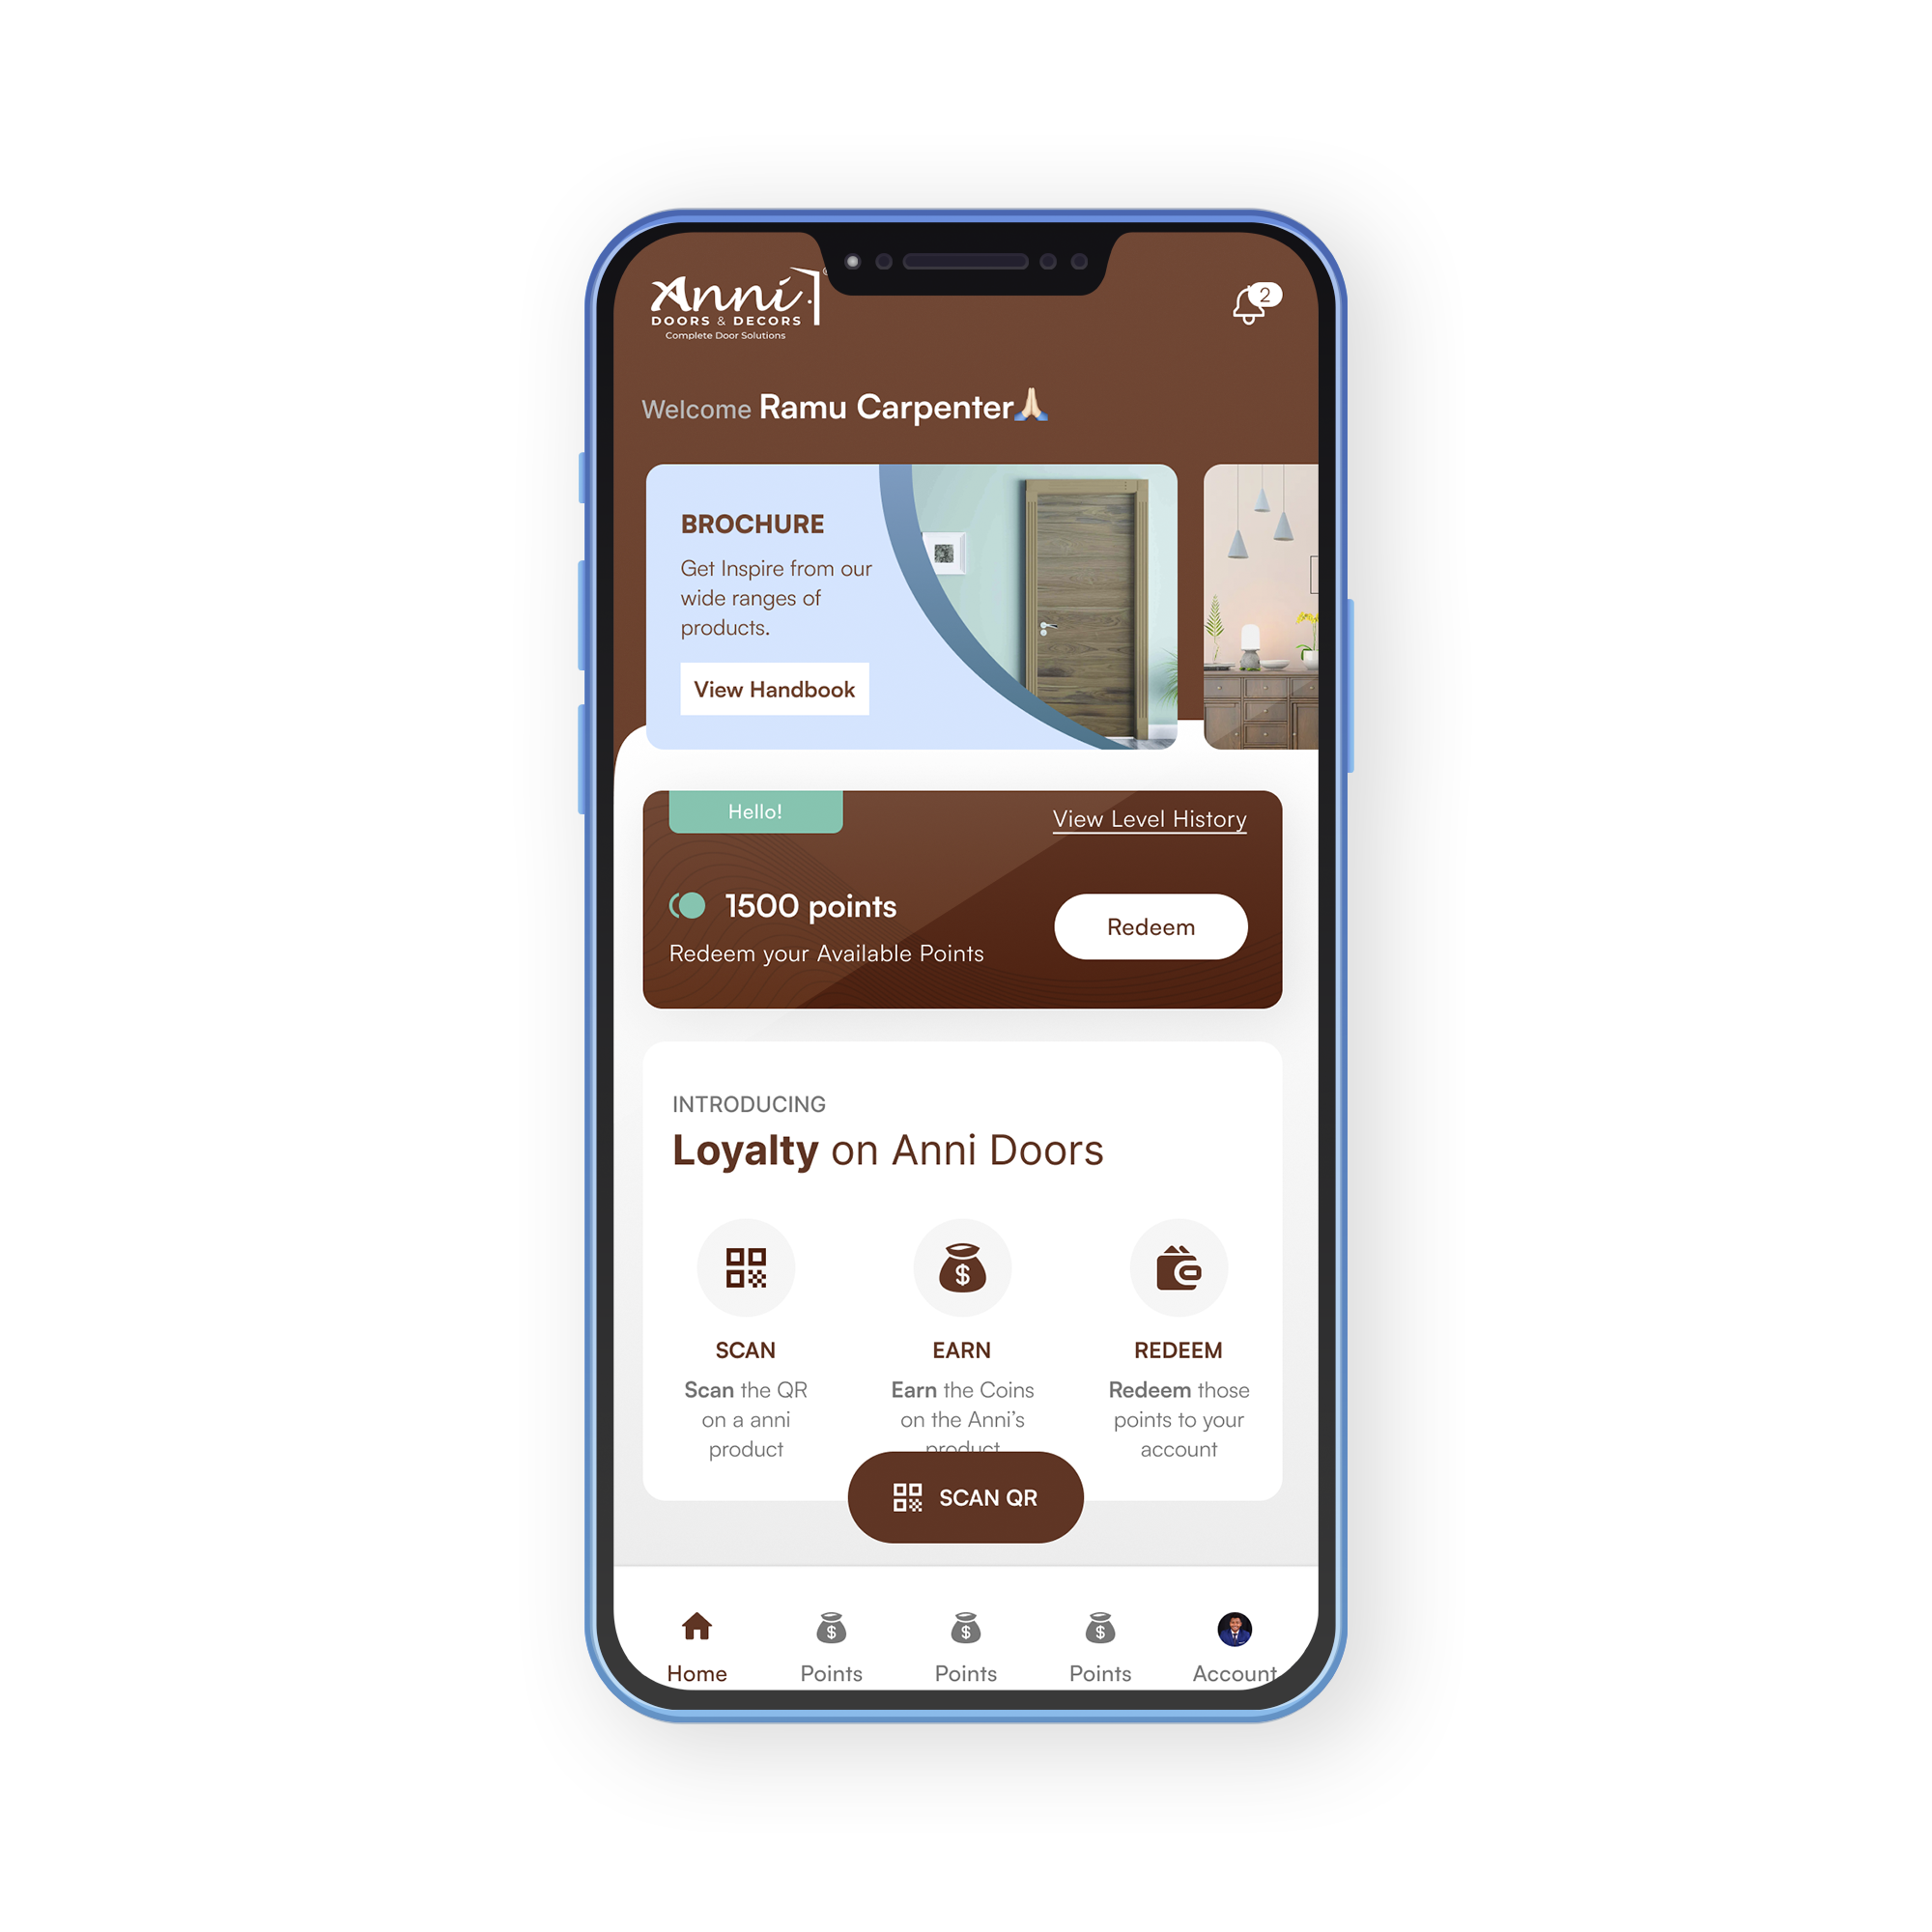 Anni
DOORS & DECORS
Complete Door Solutions
2
Welcome Ramu Carpenter🙏🏻
BROCHURE
Get Inspire from our
wide ranges of
products.
View Handbook
Hello!
View Level History
1500 points
Redeem your Available Points
Redeem
INTRODUCING
Loyalty on Anni Doors
SCAN
Scan the QR
on a anni
product
EARN
Earn the Coins
on the Anni's
product
REDEEM
Redeem those
points to your
account
SCAN QR
Home
Points
Points
Points
Account